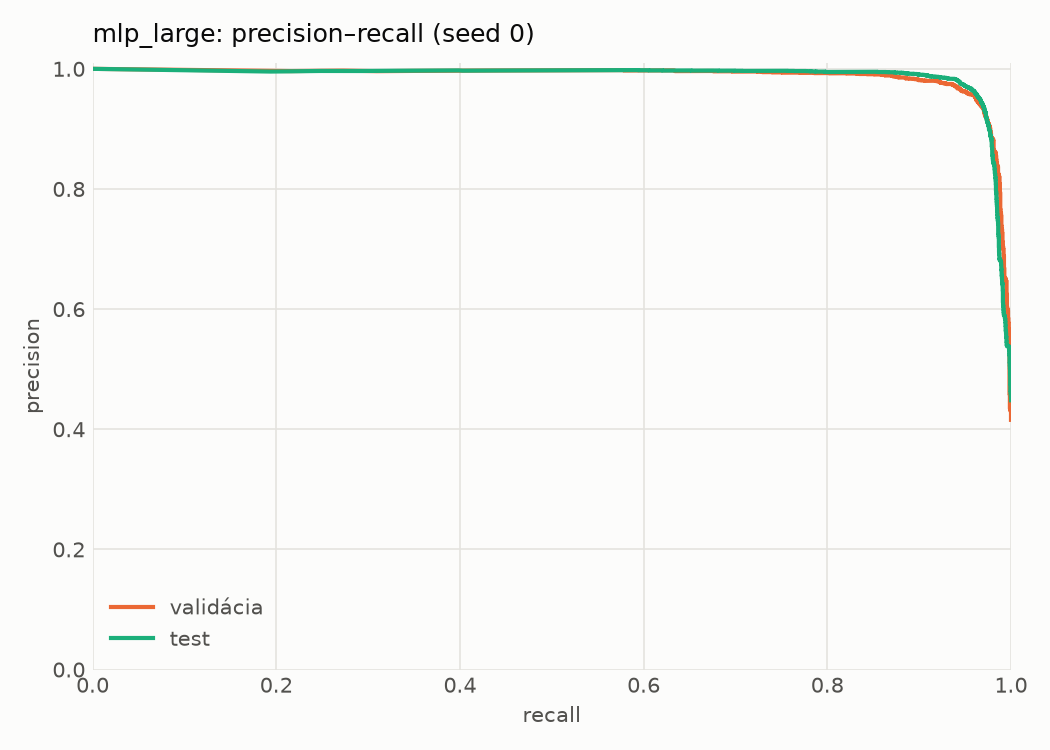 mlp_large: precision–recall (seed 0)
1.0
0.8
0.6
0.4
0.2
0.0
precision
validácia
test
0.0 0.2 0.4 0.6 0.8 1.0
recall